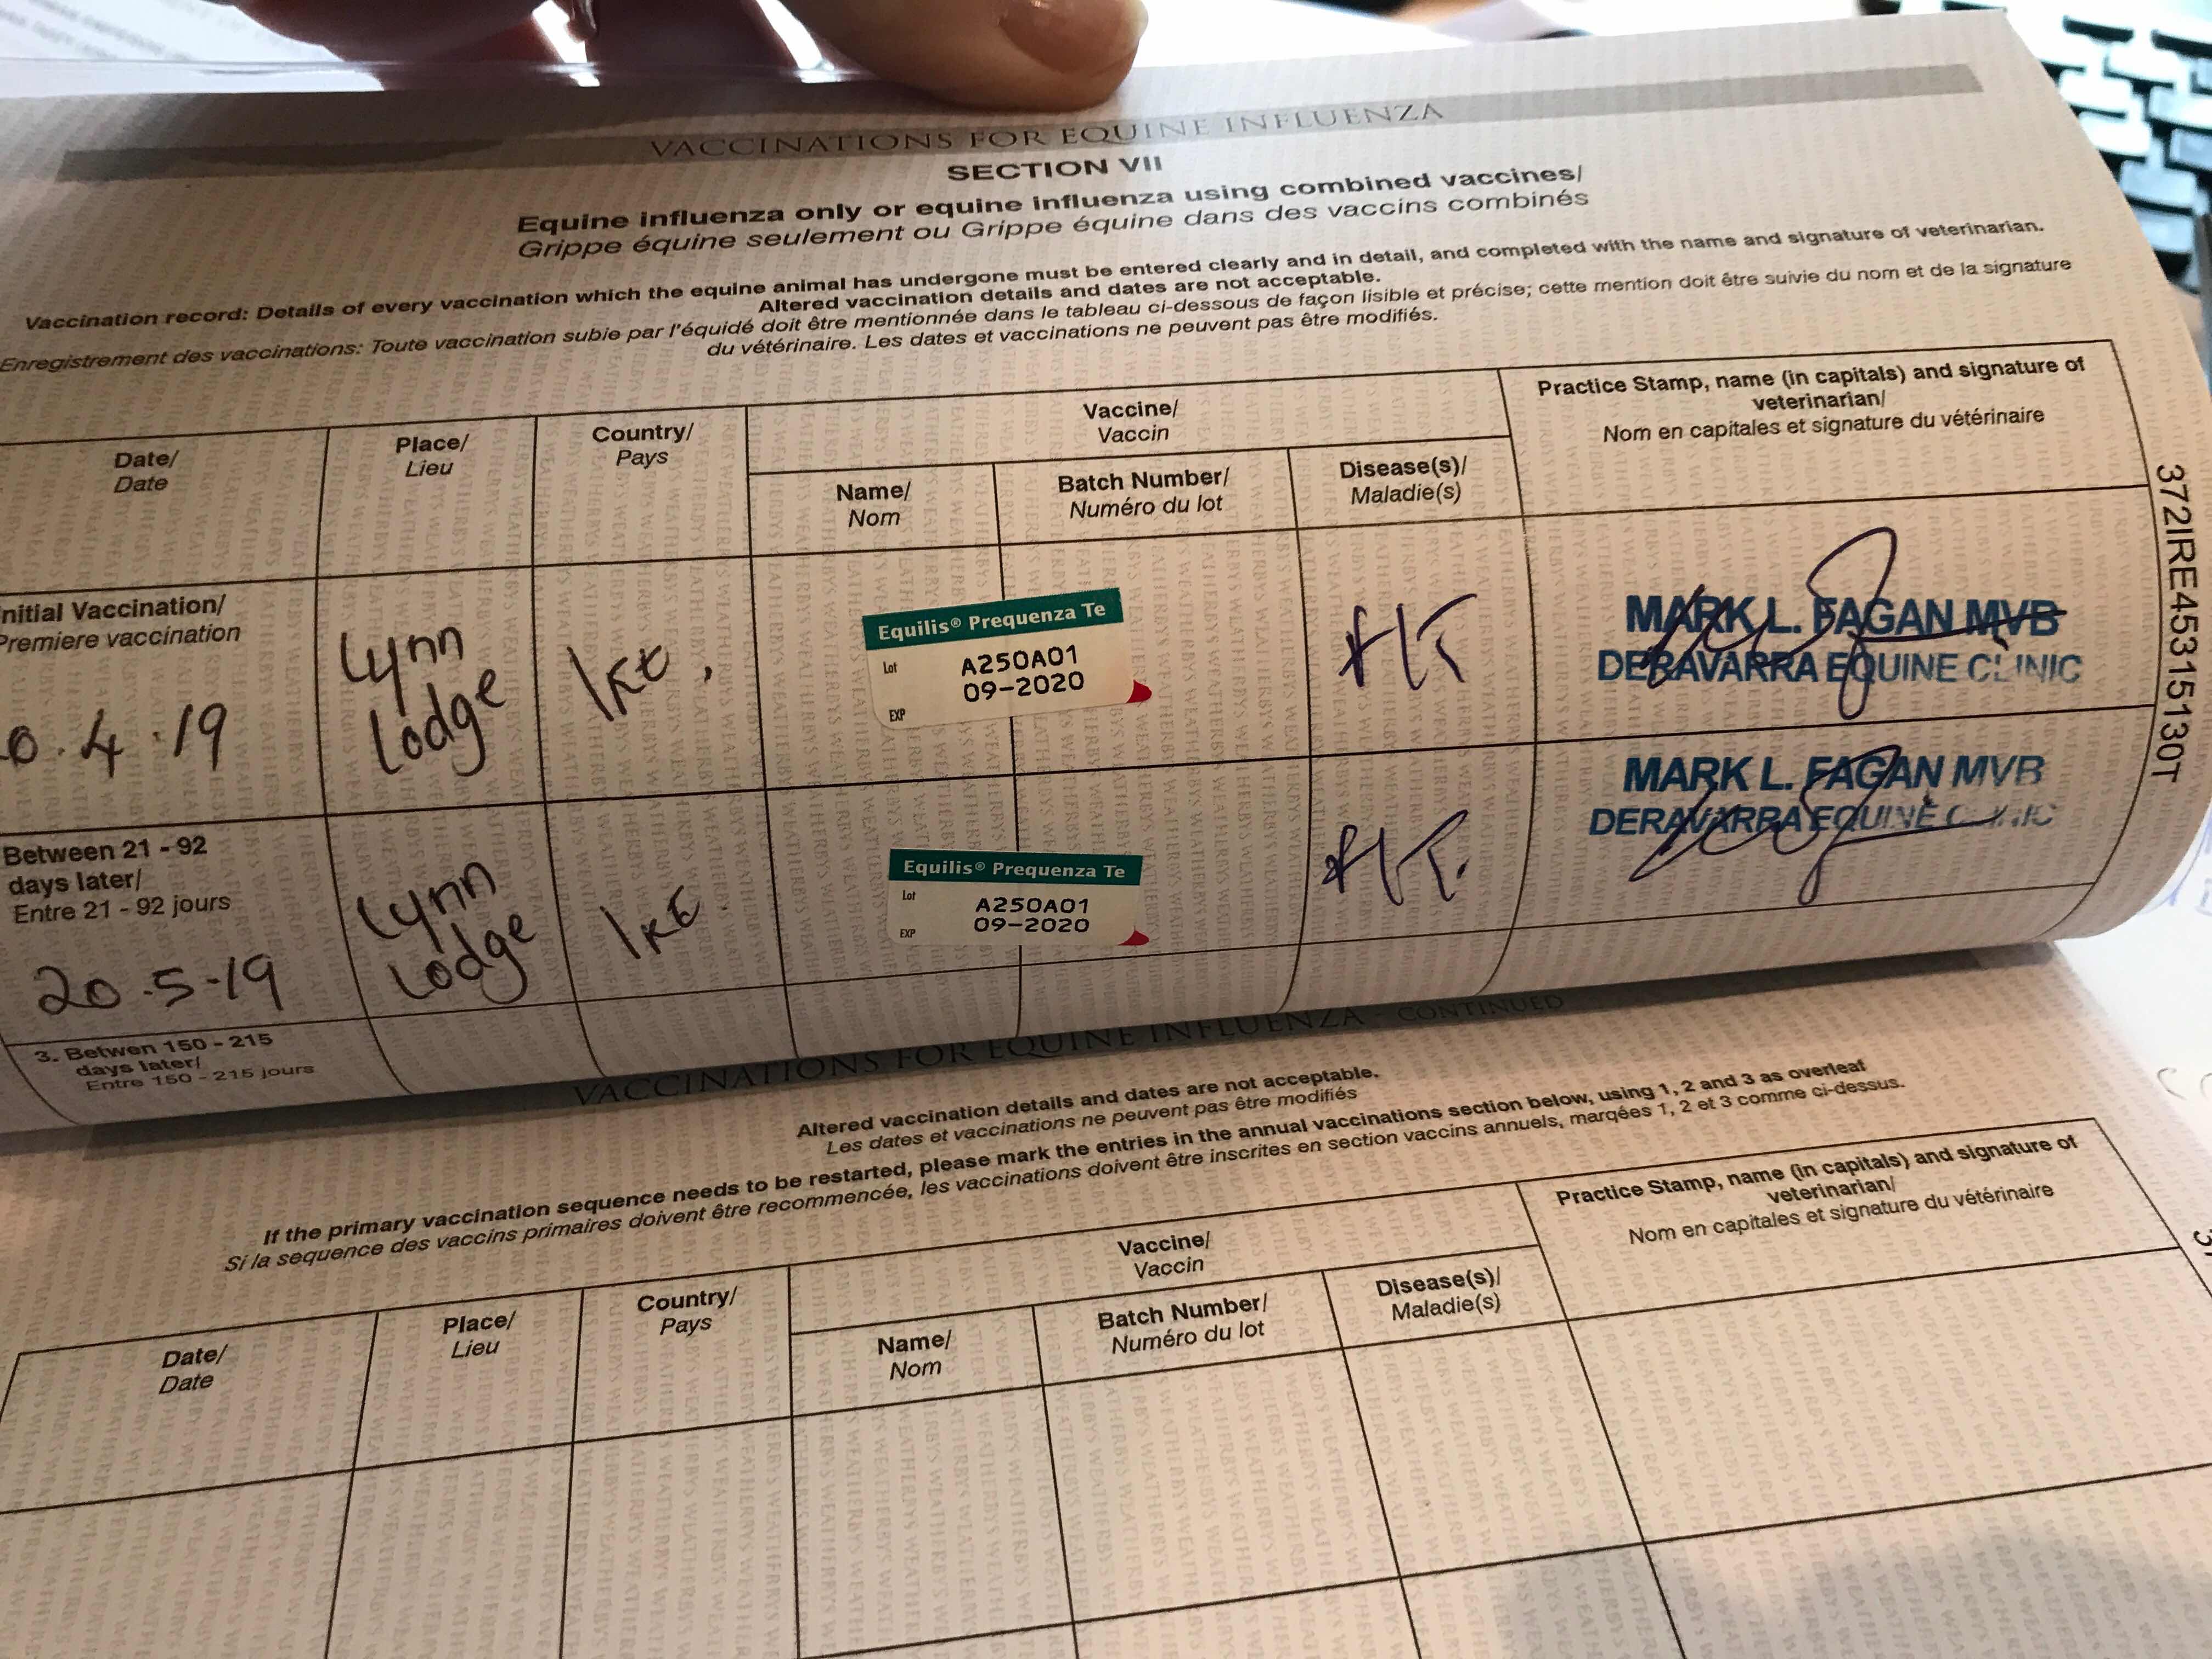 VACCINATIONS FOR EQUINE INFLUENZA
SECTION VII
Equine influenza only or equine influenza using combined vaccines/
Grippe équine seulement ou Grippe équine dans des vaccins combinés
Vaccination record: Details of every vaccination which the equine animal has undergone must be entered clearly and in detail, and completed with the name and signature of veterinarian.
Altered vaccination details and dates are not acceptable.
Enregistrement des vaccinations: Toute vaccination subie par l'équidé doit être mentionnée dans le tableau ci-dessous de façon lisible et précise; cette mention doit être suivie du nom et de la signature
du vétérinaire. Les dates et vaccinations ne peuvent pas être modifiés.
Date/
Date
Place/
Lieu
Country/
Pays
Vaccine/
Vaccin
Name/
Nom
Batch Number/
Numéro du lot
Disease(s)/
Maladie(s)
Practice Stamp, name (in capitals) and signature of
veterinarian/
Nom en capitales et signature du vétérinaire
nitial Vaccination/
Premiere vaccination
0.4.19
Lynn
Lodge
IRE.
Equilis® Prequenza Te
Lot A250A01
EXP 09-2020
MARK L. FAGAN MVB
DERAVARRA EQUINE CLINIC
Between 21 - 92
days later/
Entre 21 - 92 jours
20.5.19
Lynn
Lodge
IRE.
Equilis® Prequenza Te
Lot A250A01
EXP 09-2020
MARK L. FAGAN MVB
DERAVARRA EQUINE CLINIC
3. Betwen 150 - 215
days later/
Entre 150 - 215 jours
372IRE45315130T
VACCINATIONS FOR EQUINE INFLUENZA - CONTINUED
Altered vaccination details and dates are not acceptable.
Les dates et vaccinations ne peuvent pas être modifiés
If the primary vaccination sequence needs to be restarted, please mark the entries in the annual vaccinations section below, using 1, 2 and 3 as overleaf
Si la sequence des vaccins primaires doivent être recommencée, les vaccinations doivent être inscrites en section vaccins annuels, marqées 1, 2 et 3 comme ci-dessus.
Date/
Date
Place/
Lieu
Country/
Pays
Vaccine/
Vaccin
Name/
Nom
Batch Number/
Numéro du lot
Disease(s)/
Maladie(s)
Practice Stamp, name (in capitals) and signature of
veterinarian/
Nom en capitales et signature du vétérinaire